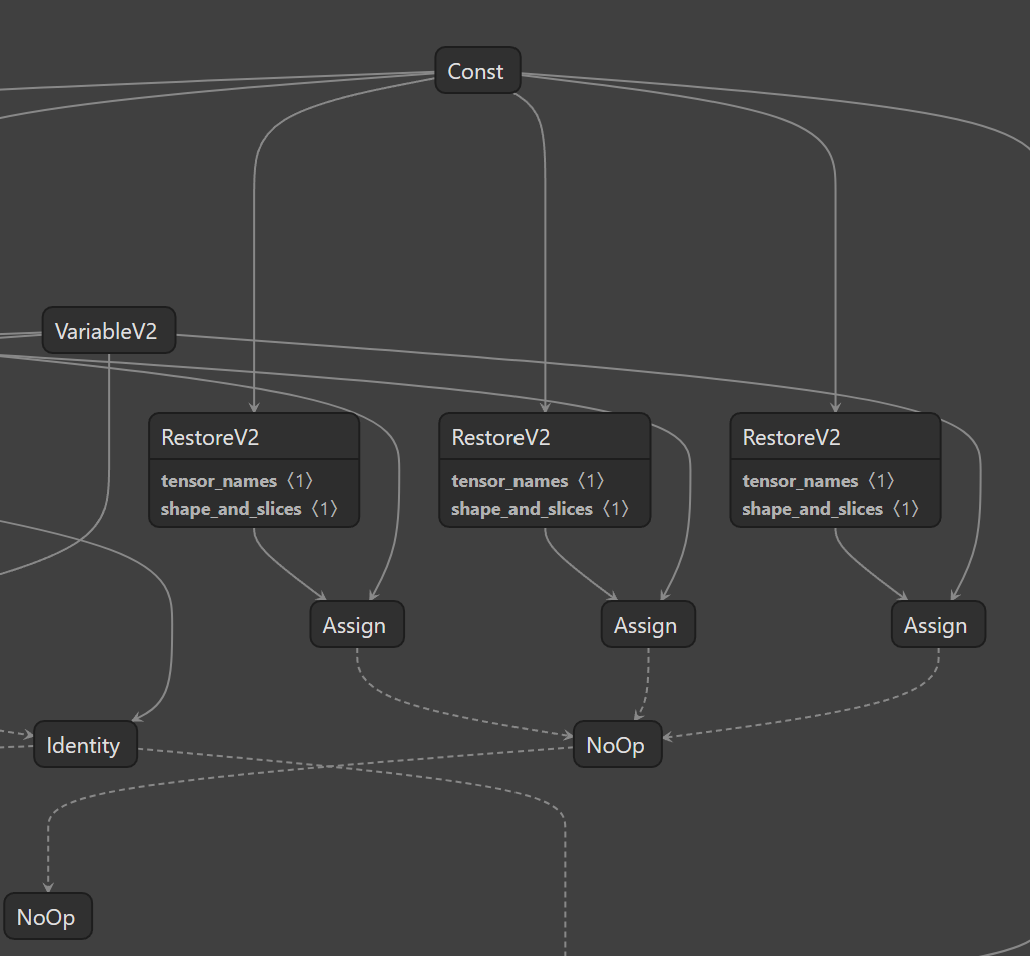 Const
VariableV2
RestoreV2
tensor_names〈1〉
shape_and_slices〈1〉
RestoreV2
tensor_names〈1〉
shape_and_slices〈1〉
RestoreV2
tensor_names〈1〉
shape_and_slices〈1〉
Assign
Assign
Assign
Identity
NoOp
NoOp